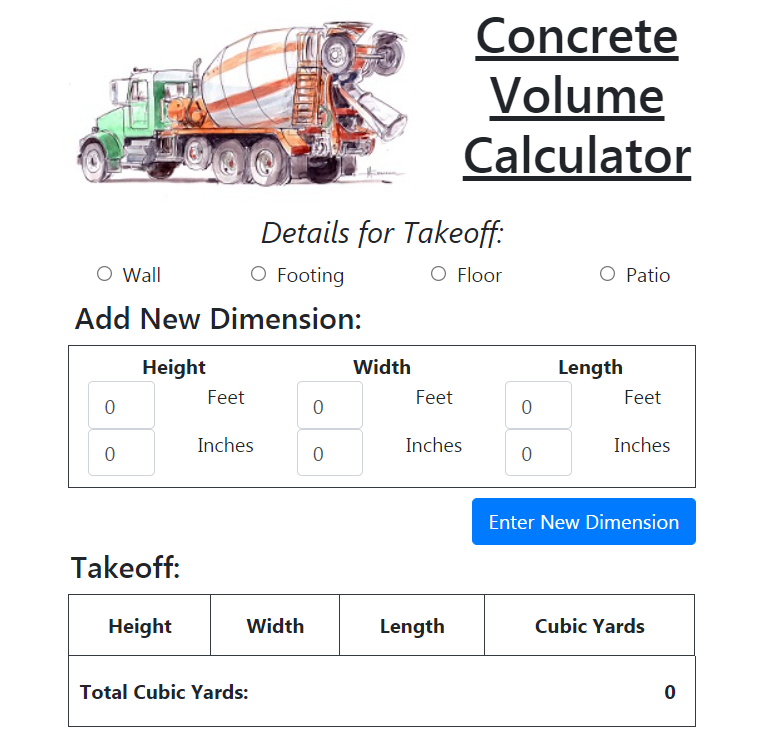 Concrete
Volume
Calculator
Details for Takeoff:
Wall Footing Floor Patio
Add New Dimension:
Height Width Length
0 Feet 0 Feet 0 Feet
0 Inches 0 Inches 0 Inches
Enter New Dimension
Takeoff:
Height Width Length Cubic Yards
Total Cubic Yards: 0